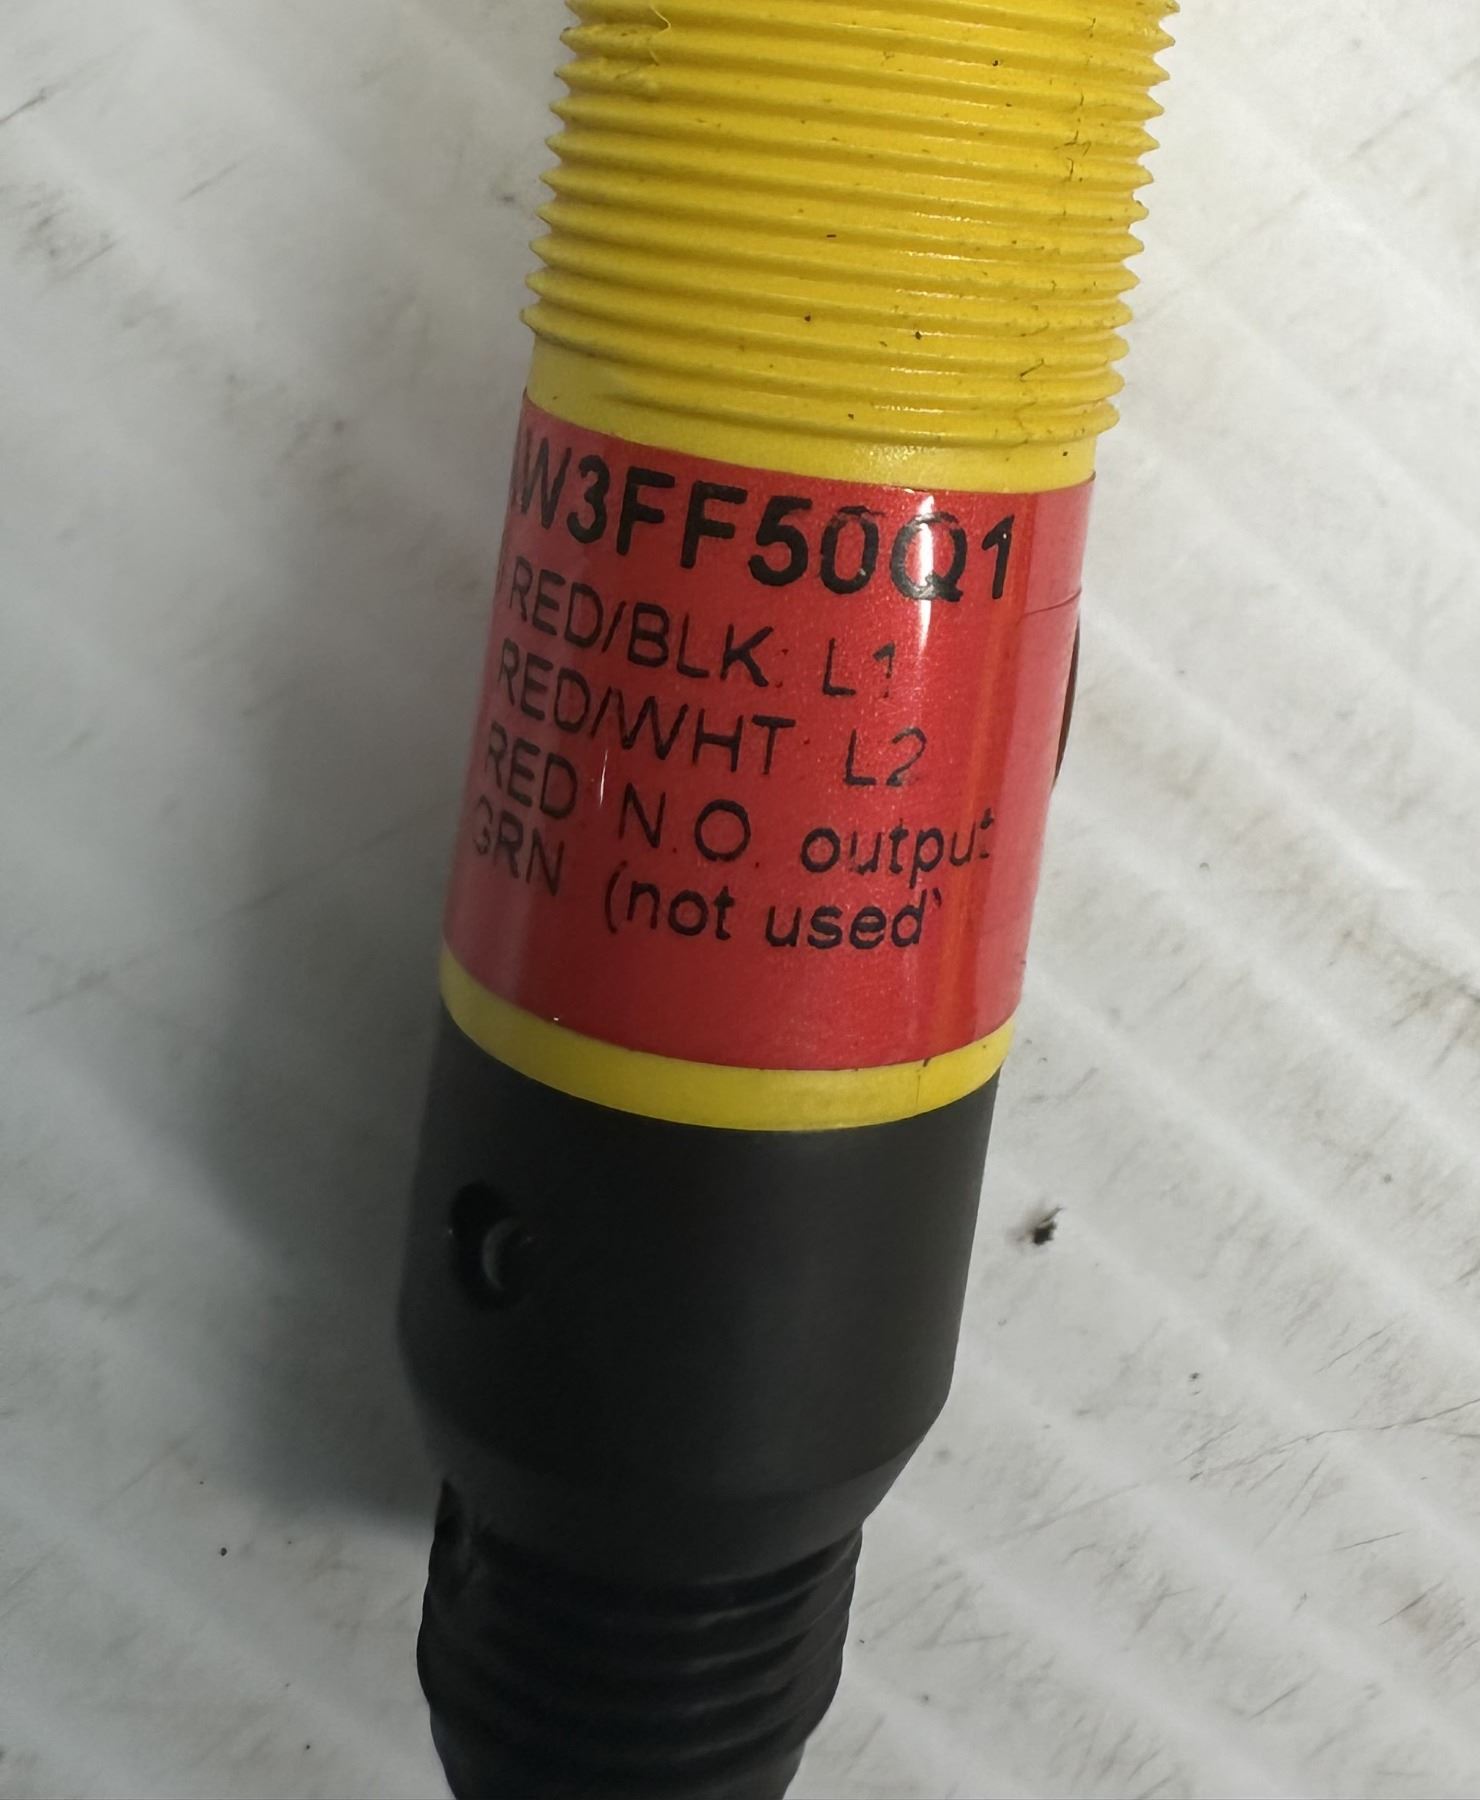 W3FF50Q1
RED/BLK L1
RED/WHT L2
RED N.O. output
GRN (not used)